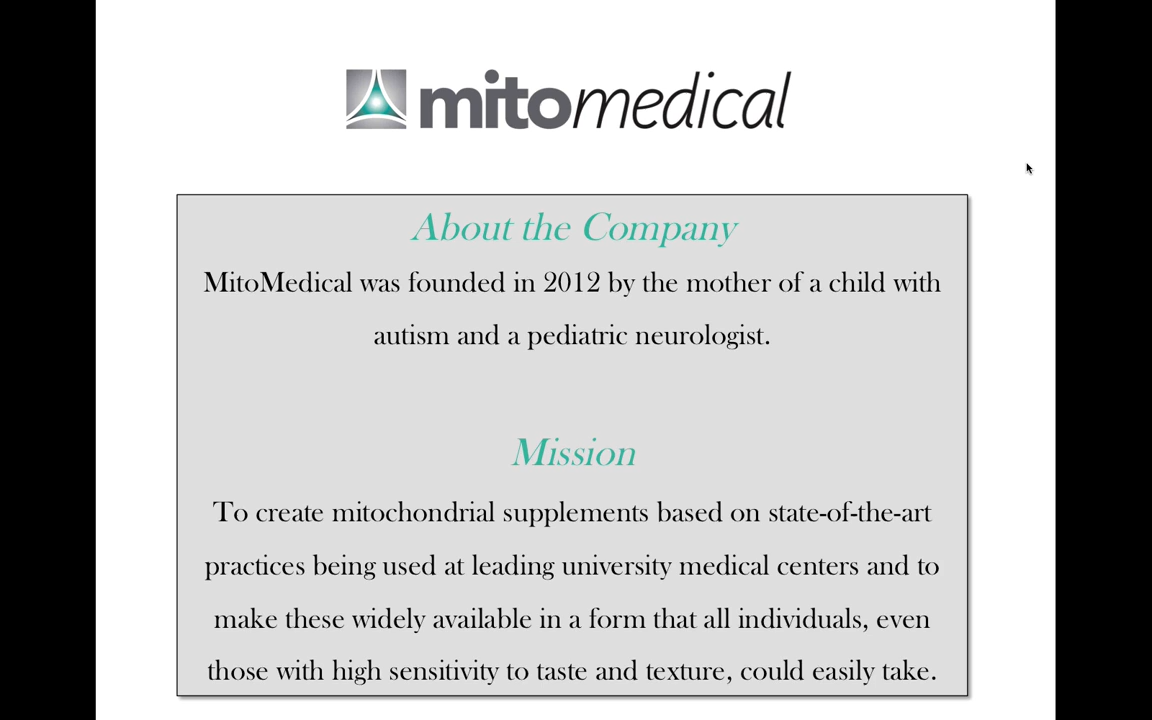 mitomedical
About the Company
MitoMedical was founded in 2012 by the mother of a child with
autism and a pediatric neurologist.
Mission
To create mitochondrial supplements based on state-of-the-art
practices being used at leading university medical centers and to
make these widely available in a form that all individuals, even
those with high sensitivity to taste and texture, could easily take.